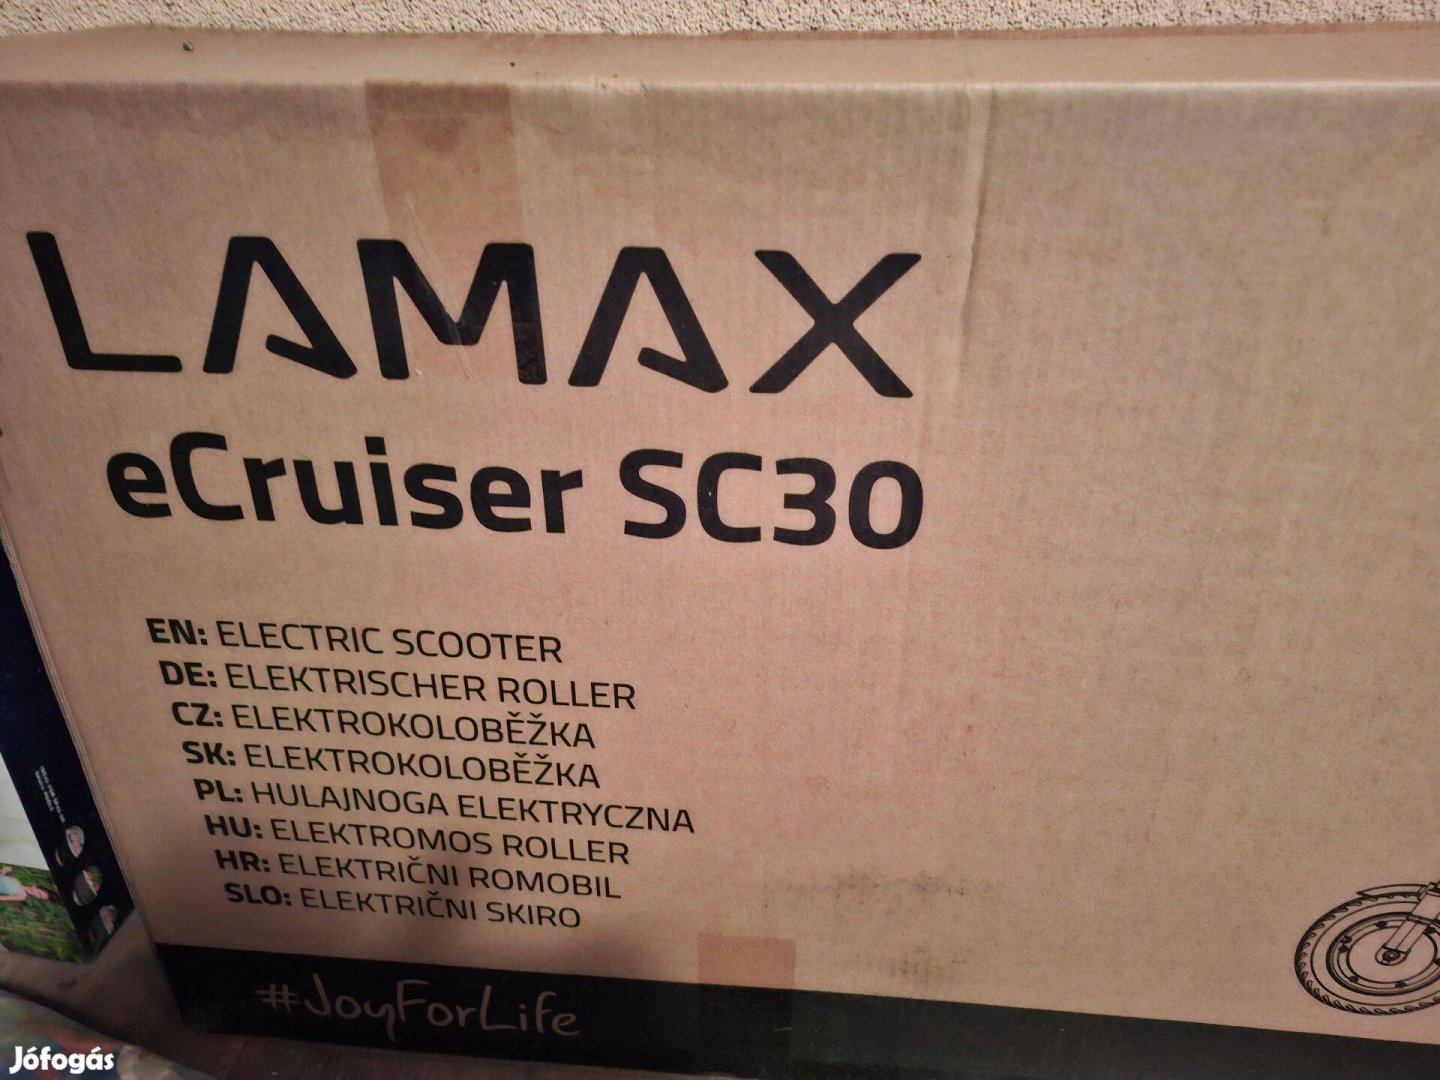 LAMAX
eCruiser SC30
EN: ELECTRIC SCOOTER
DE: ELEKTRISCHER ROLLER
CZ: ELEKTROKOLOBĚŽKA
SK: ELEKTROKOLOBĚŽKA
PL: HULAJNOGA ELEKTRYCZNA
HU: ELEKTROMOS ROLLER
HR: ELEKTRIČNI ROMOBIL
SLO: ELEKTRIČNI SKIRO
#JoyForLife
Jófogás